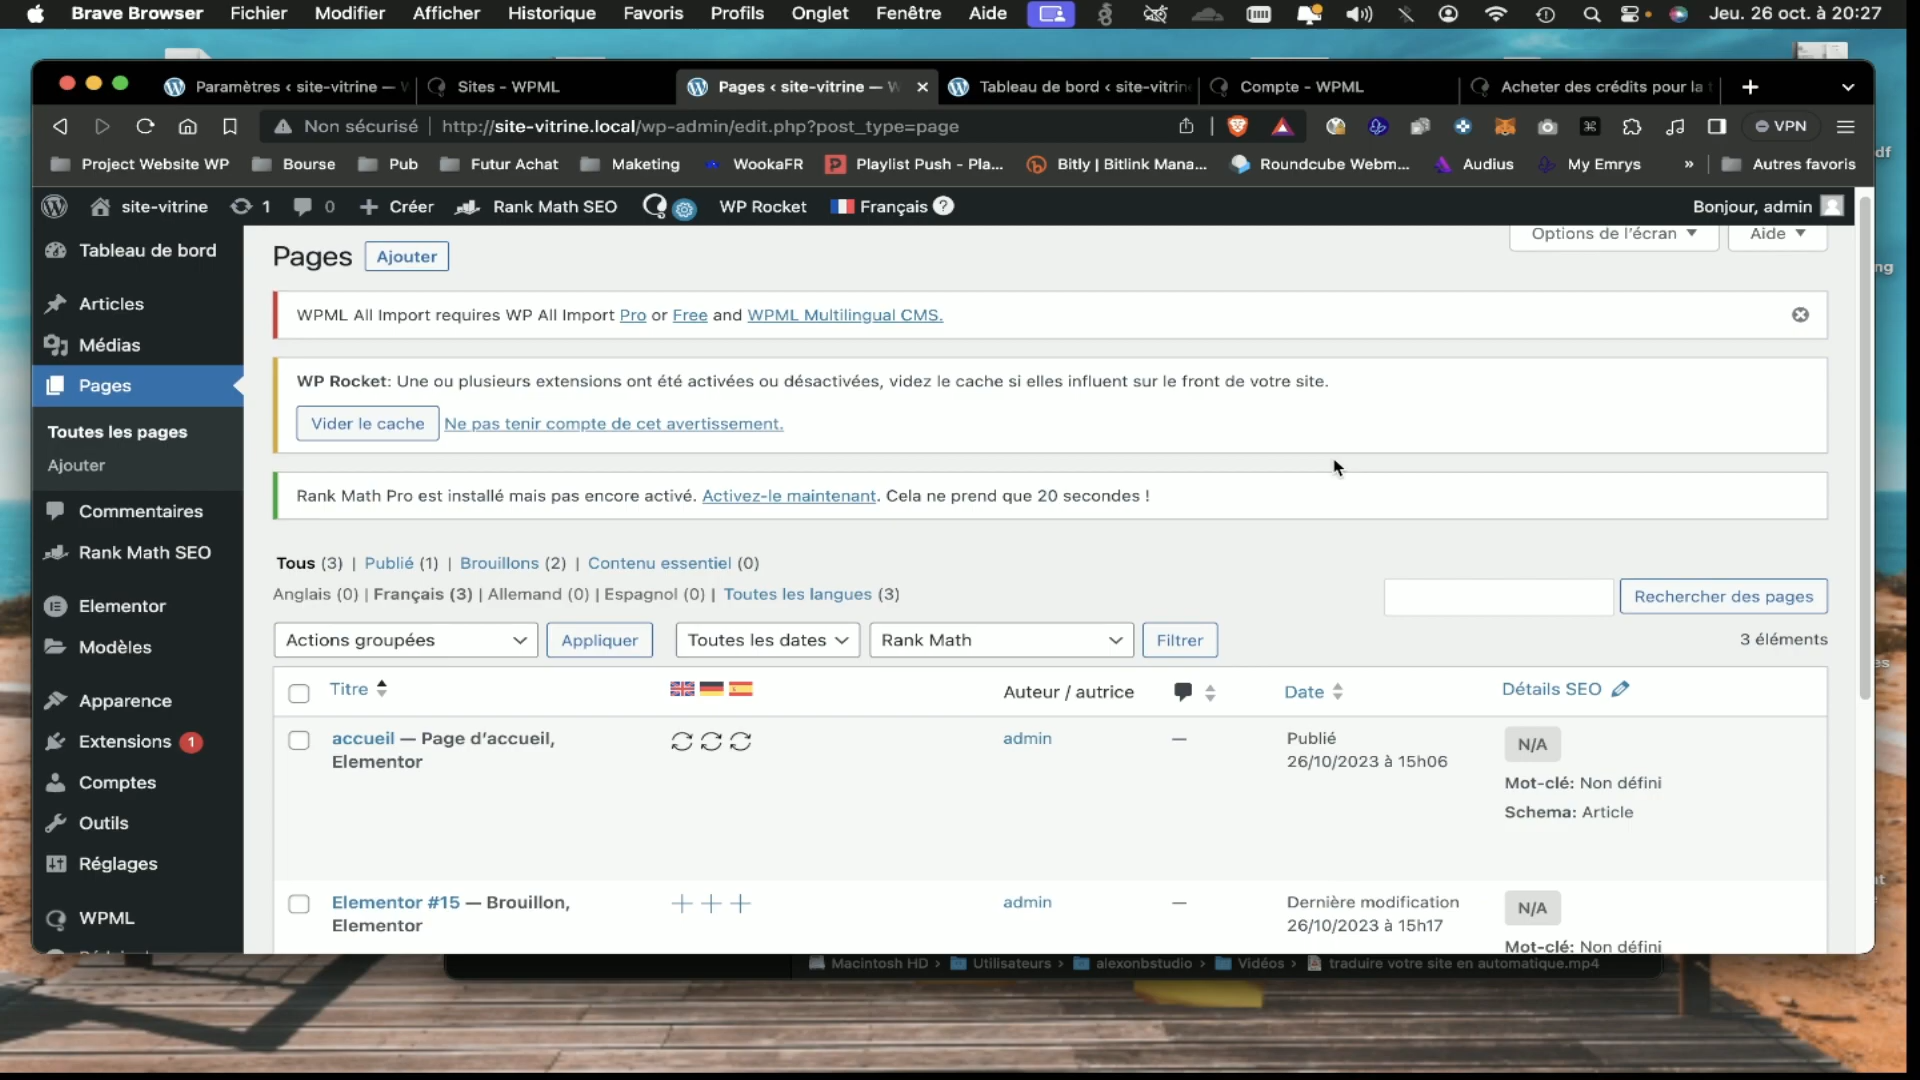 Brave Browser Fichier Modifier Afficher Historique Favoris Profils Onglet Fenêtre Aide Jeu. 26 oct. à 20:27
Paramètres ‹ site-vitrine — Sites - WPML Pages ‹ site-vitrine — Tableau de bord ‹ site-vitrin Compte - WPML Acheter des crédits pour la
Non sécurisé http://site-vitrine.local/wp-admin/edit.php?post_type=page VPN
Project Website WP Bourse Pub Futur Achat Maketing WookaFR Playlist Push - Pla... Bitly | Bitlink Mana... Roundcube Webm... Audius My Emrys » Autres favoris
site-vitrine 1 0 + Créer Rank Math SEO WP Rocket Français Bonjour, admin
Tableau de bord
Articles
Médias
Pages
Toutes les pages
Ajouter
Commentaires
Rank Math SEO
Elementor
Modèles
Apparence
Extensions 1
Comptes
Outils
Réglages
WPML
Options de l'écran Aide
Pages Ajouter
WPML All Import requires WP All Import Pro or Free and WPML Multilingual CMS.
WP Rocket: Une ou plusieurs extensions ont été activées ou désactivées, videz le cache si elles influent sur le front de votre site.
Vider le cache Ne pas tenir compte de cet avertissement.
Rank Math Pro est installé mais pas encore activé. Activez-le maintenant. Cela ne prend que 20 secondes !
Tous (3) | Publié (1) | Brouillons (2) | Contenu essentiel (0)
Anglais (0) | Français (3) | Allemand (0) | Espagnol (0) | Toutes les langues (3)
Rechercher des pages
Actions groupées Appliquer Toutes les dates Rank Math Filtrer 3 éléments
Titre Auteur / autrice Date Détails SEO
accueil — Page d'accueil, Elementor admin — Publié 26/10/2023 à 15h06 N/A
Mot-clé: Non défini
Schema: Article
Elementor #15 — Brouillon, Elementor admin — Dernière modification 26/10/2023 à 15h17 N/A
Mot-clé: Non défini
Macintosh HD › Utilisateurs › alexonbstudio › Vidéos › traduire votre site en automatique.mp4
df
ng
es